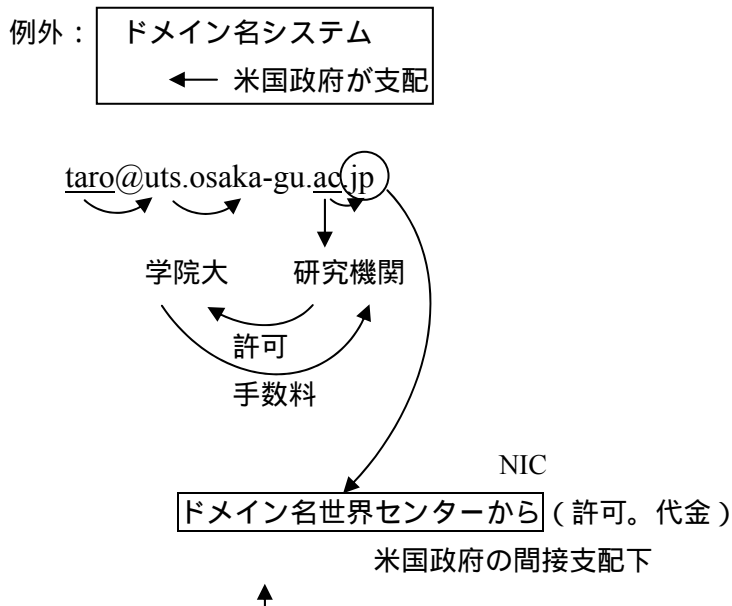 例外： ドメイン名システム
← 米国政府が支配
taro@uts.osaka-gu.ac.jp
学院大 研究機関
許可
手数料
NIC
ドメイン名世界センターから（許可。代金）
米国政府の間接支配下